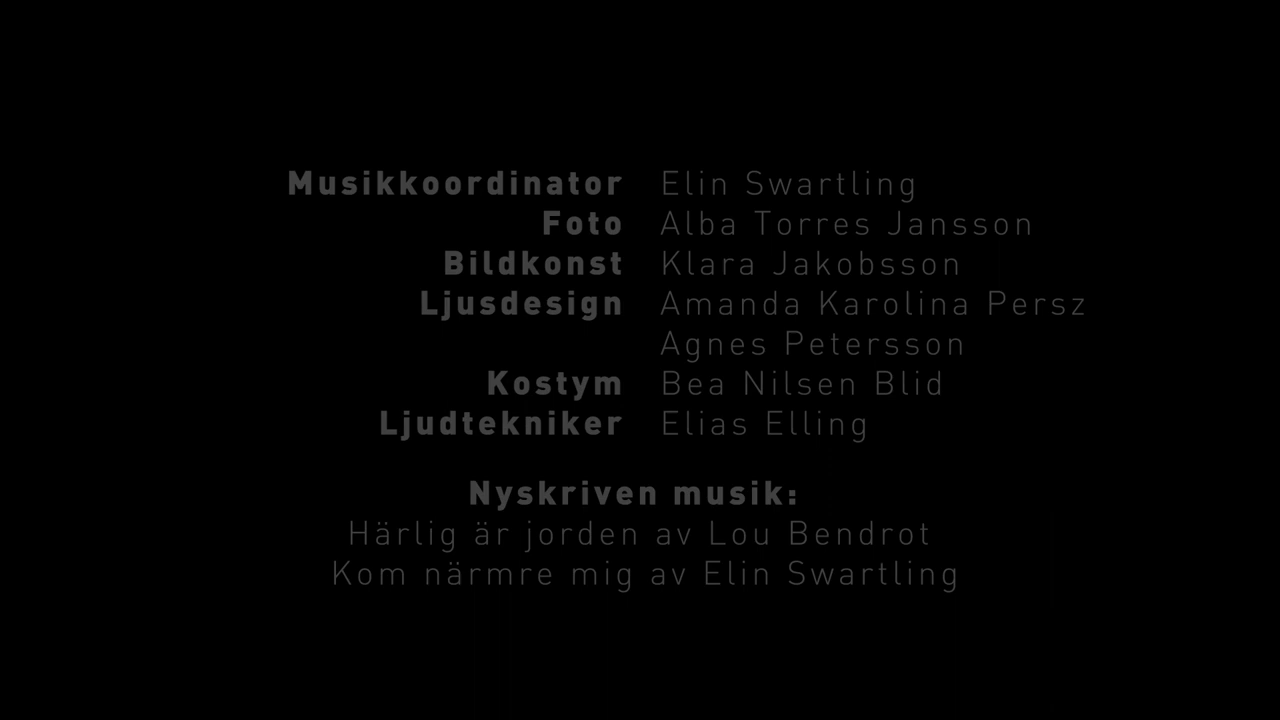 Musikkoordinator Elin Swartling
Foto Alba Torres Jansson
Bildkonst Klara Jakobsson
Ljusdesign Amanda Karolina Persz
Agnes Petersson
Kostym Bea Nilsen Blid
Ljudtekniker Elias Elling
Nyskriven musik:
Härlig är jorden av Lou Bendrot
Kom närmre mig av Elin Swartling